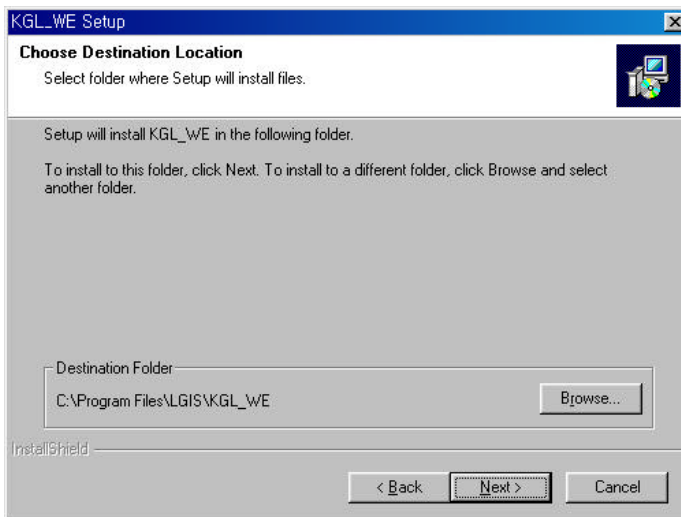 KGL_WE Setup
Choose Destination Location
Select folder where Setup will install files.
Setup will install KGL_WE in the following folder.
To install to this folder, click Next. To install to a different folder, click Browse and select
another folder.
Destination Folder
C:\Program Files\LGIS\KGL_WE
Browse...
InstallShield
< Back
Next >
Cancel